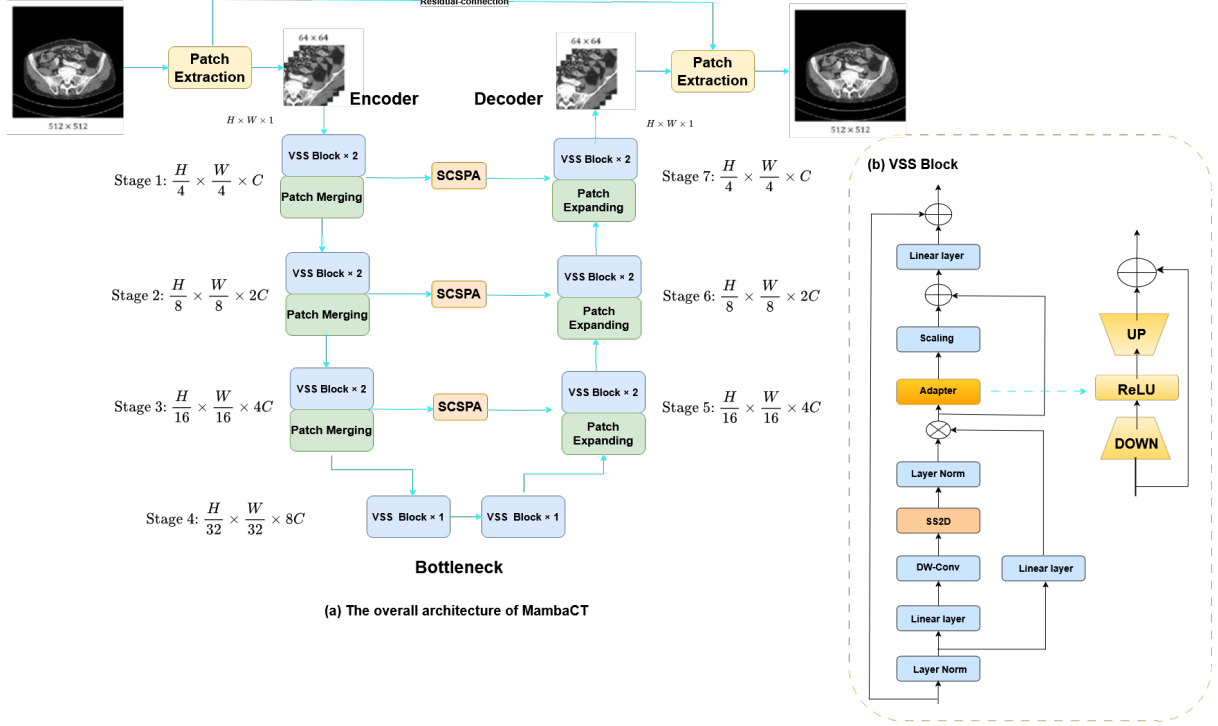 Residual-connection
512 × 512
Patch
Extraction
64 × 64
H × W × 1
Encoder
Decoder
64 × 64
H × W × 1
Patch
Extraction
512 × 512
Stage 1: H/4 × W/4 × C
VSS Block × 2
Patch Merging
SCSPA
VSS Block × 2
Patch
Expanding
Stage 7: H/4 × W/4 × C
Stage 2: H/8 × W/8 × 2C
VSS Block × 2
Patch Merging
SCSPA
VSS Block × 2
Patch
Expanding
Stage 6: H/8 × W/8 × 2C
Stage 3: H/16 × W/16 × 4C
VSS Block × 2
Patch Merging
SCSPA
VSS Block × 2
Patch
Expanding
Stage 5: H/16 × W/16 × 4C
Stage 4: H/32 × W/32 × 8C
VSS Block × 1
VSS Block × 1
Bottleneck
(a) The overall architecture of MambaCT
(b) VSS Block
Linear layer
Scaling
Adapter
Layer Norm
SS2D
DW-Conv
Linear layer
Layer Norm
Linear layer
UP
ReLU
DOWN